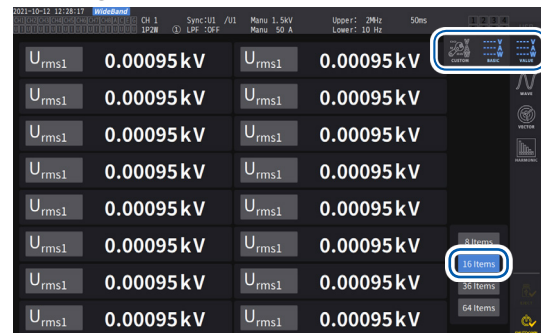 2021-10-12 12:28:17 WideBand CH 1 Sync:U1 /U1 Manu 1.5kV Upper: 2MHz 50ms
1P2W ① LPF :OFF Manu 50 A Lower: 10 Hz
CUSTOM BASIC VALUE
Urms1 0.00095kV Urms1 0.00095kV
Urms1 0.00095kV Urms1 0.00095kV
WAVE
Urms1 0.00095kV Urms1 0.00095kV
VECTOR
Urms1 0.00095kV Urms1 0.00095kV
HARMONIC
Urms1 0.00095kV Urms1 0.00095kV
Urms1 0.00095kV Urms1 0.00095kV
8 Items
16 Items
Urms1 0.00095kV Urms1 0.00095kV
36 Items
Urms1 0.00095kV Urms1 0.00095kV
64 Items